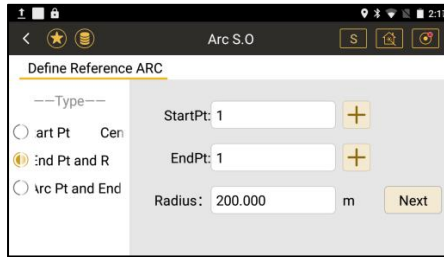 2:17
Arc S.O
S
Define Reference ARC
--Type--
StartPt: 1
art Pt Cen
EndPt: 1
End Pt and R
Arc Pt and End
Radius: 200.000 m Next